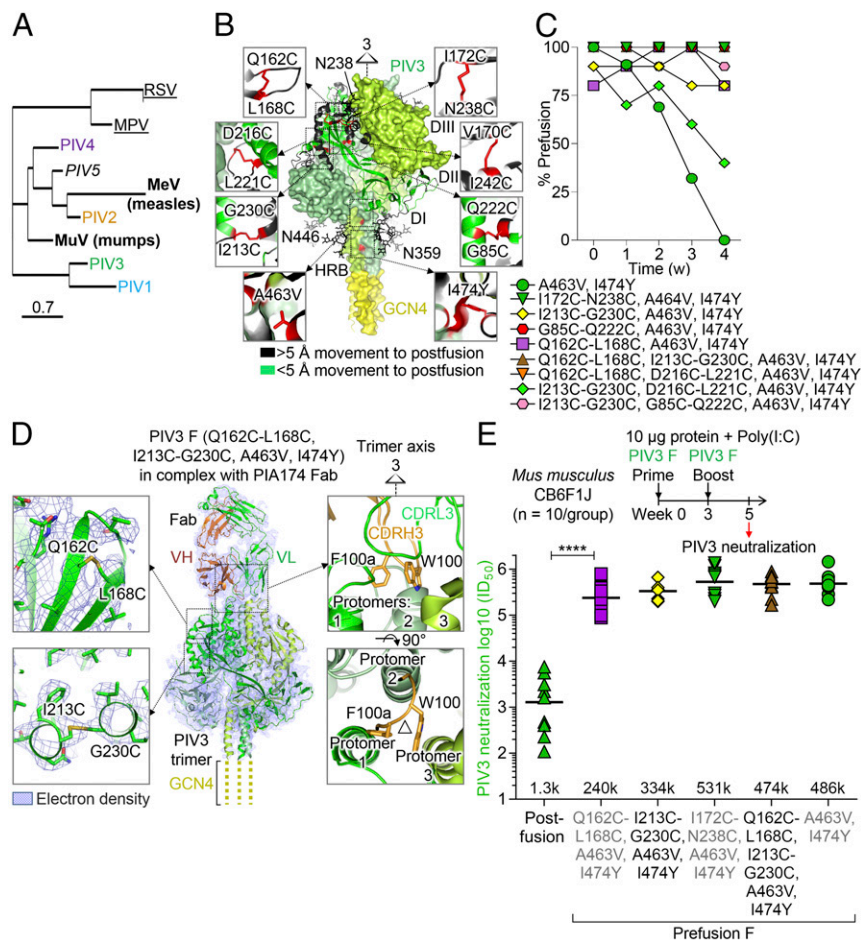 A
RSV
MPV
PIV4
PIV5
MeV
(measles)
PIV2
MuV (mumps)
PIV3
PIV1
0.7
B
3
Q162C
L168C
N238
PIV3
I172C
N238C
D216C
L221C
DIII
V170C
I242C
DII
G230C
I213C
DI
Q222C
G85C
N446
N359
HRB
A463V
GCN4
I474Y
>5 Å movement to postfusion
<5 Å movement to postfusion
C
% Prefusion
100
75
50
25
0
0 1 2 3 4
Time (w)
A463V, I474Y
I172C-N238C, A464V, I474Y
I213C-G230C, A463V, I474Y
G85C-Q222C, A463V, I474Y
Q162C-L168C, A463V, I474Y
Q162C-L168C, I213C-G230C, A463V, I474Y
Q162C-L168C, D216C-L221C, A463V, I474Y
I213C-G230C, D216C-L221C, A463V, I474Y
I213C-G230C, G85C-Q222C, A463V, I474Y
D
PIV3 F (Q162C-L168C,
I213C-G230C, A463V, I474Y)
in complex with PIA174 Fab
Trimer axis
3
Q162C
L168C
Fab
VH
VL
CDRL3
CDRH3
F100a
W100
Protomers:
1 2 3
90°
I213C
G230C
PIV3
trimer
GCN4
Protomer
2
W100
F100a
Protomer
1
Protomer
3
Electron density
E
10 µg protein + Poly(I:C)
PIV3 F PIV3 F
Mus musculus
CB6F1J
(n = 10/group)
Prime Boost
Week 0 3 5
PIV3 neutralization
****
PIV3 neutralization log10 (ID50)
6
5
4
3
2
1
0
1.3k 240k 334k 531k 474k 486k
Post-
fusion
Q162C-
L168C,
A463V,
I474Y
I213C-
G230C,
A463V,
I474Y
I172C-
N238C,
A463V,
I474Y
Q162C-
L168C,
I213C-
G230C,
A463V,
I474Y
A463V,
I474Y
Prefusion F